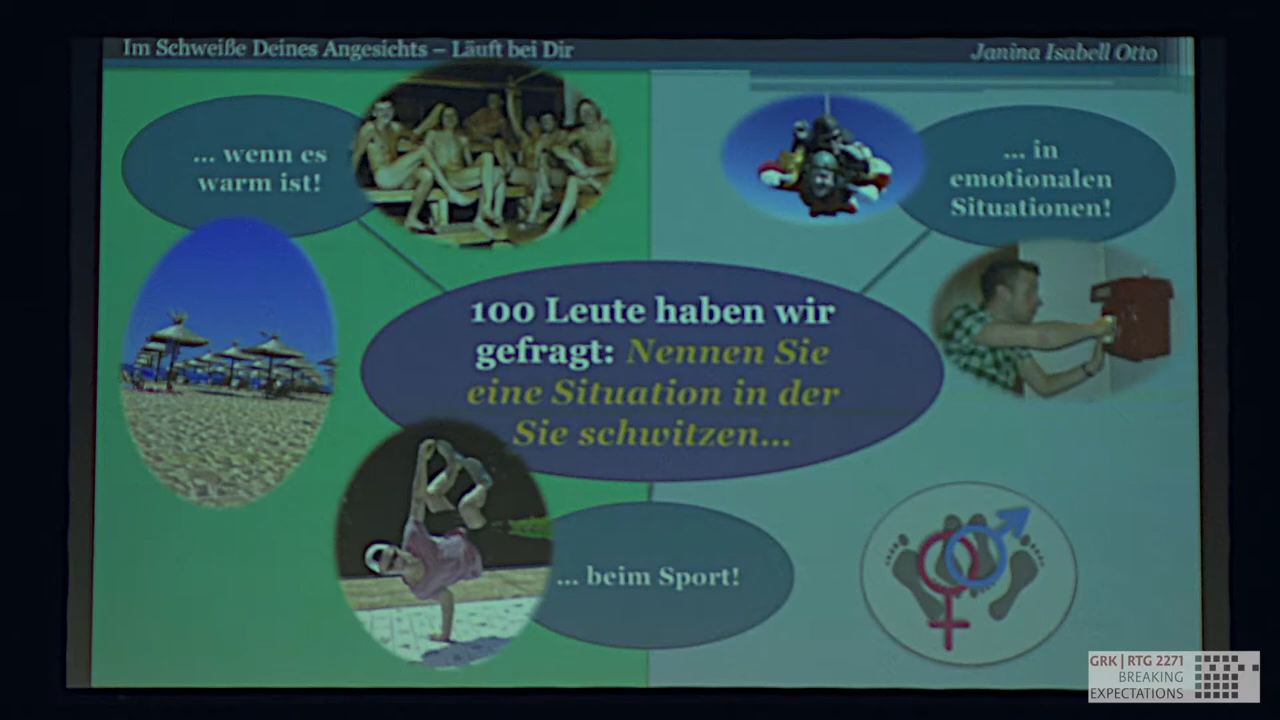 Im Schweiße Deines Angesichts – Läuft bei Dir
Janina Isabell Otto
... wenn es
warm ist!
... in
emotionalen
Situationen!
100 Leute haben wir
gefragt: Nennen Sie
eine Situation in der
Sie schwitzen...
... beim Sport!
GRK | RTG 2271
BREAKING
EXPECTATIONS